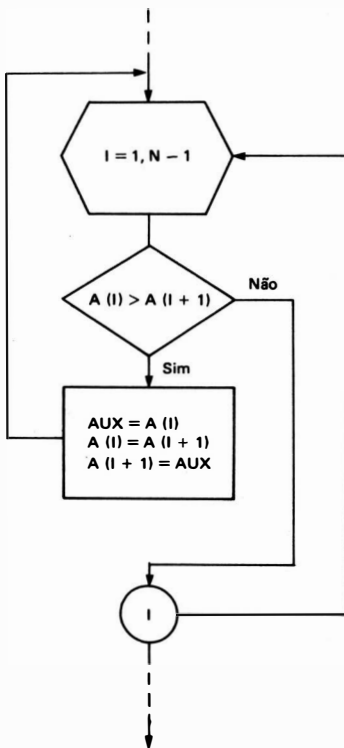 I = 1, N – 1
A (I) > A (I + 1)
Não
Sim
AUX = A (I)
A (I) = A (I + 1)
A (I + 1) = AUX
I